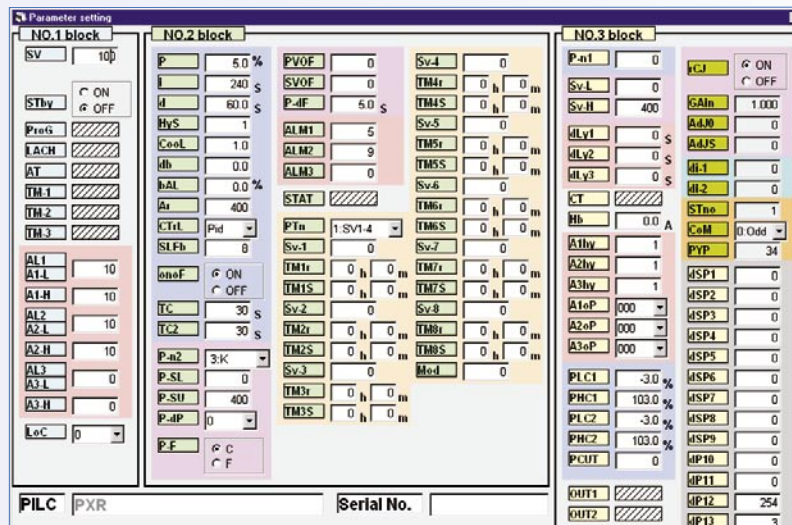 Parameter setting
NO.1 block
SV 100
STby ON
OFF
ProG
LACH
AT
TM-1
TM-2
TM-3
AL1
A1-L 10
A1-H 10
AL2
A2-L 10
A2-H 10
AL3
A3-L 0
A3-H 0
LoC 0
NO.2 block
P 5.0 %
I 240 S
d 60.0 S
HyS 1
CooL 1.0
db 0.0
bAL 0.0 %
Ar 400
CTrL Pid
SLFb 8
onoF ON
OFF
TC 30 S
TC2 30 S
P-n2 3:K
P-SL 0
P-SU 400
P-dP 0
P-F C
F
PVOF 0
SVOF 0
P-dF 5.0 S
ALM1 5
ALM2 9
ALM3 0
STAT
PTn 1:SV1-4
Sv-1 0
TM1r 0 h 0 m
TM1S 0 h 0 m
Sv-2 0
TM2r 0 h 0 m
TM2S 0 h 0 m
Sv-3 0
TM3r 0 h 0 m
TM3S 0 h 0 m
Sv-4 0
TM4r 0 h 0 m
TM4S 0 h 0 m
Sv-5 0
TM5r 0 h 0 m
TM5S 0 h 0 m
Sv-6 0
TM6r 0 h 0 m
TM6S 0 h 0 m
Sv-7 0
TM7r 0 h 0 m
TM7S 0 h 0 m
Sv-8 0
TM8r 0 h 0 m
TM8S 0 h 0 m
Mod 0
NO.3 block
P-n1 0
Sv-L 0
Sv-H 400
dLy1 0 S
dLy2 0 S
dLy3 0 S
CT
Hb 0.0 A
A1hy 1
A2hy 1
A3hy 1
A1oP 000
A2oP 000
A3oP 000
PLC1 -3.0 %
PHC1 103.0 %
PLC2 -3.0 %
PHC2 103.0 %
PCUT 0
OUT1
OUT2
rCJ ON
OFF
GAIn 1.000
AdJ0 0
AdJS 0
di-1 0
di-2 0
STno 1
CoM 0:Odd
PYP 34
dSP1 0
dSP2 0
dSP3 0
dSP4 0
dSP5 0
dSP6 0
dSP7 0
dSP8 0
dSP9 0
dP10 0
dP11 0
dP12 254
dP13 3
PILC PXR
Serial No.